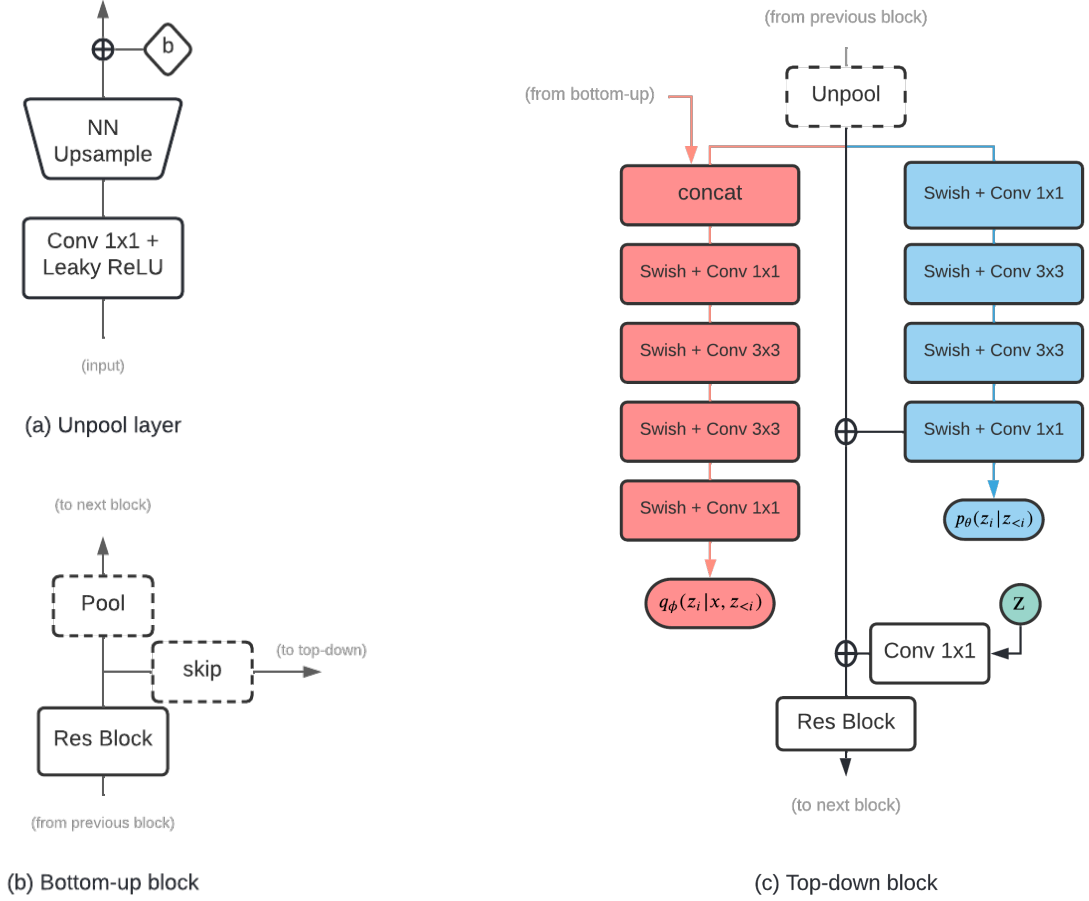 b
NN
Upsample
Conv 1x1 +
Leaky ReLU
(input)
(a) Unpool layer
(to next block)
Pool
skip
(to top-down)
Res Block
(from previous block)
(b) Bottom-up block
(from previous block)
Unpool
(from bottom-up)
concat
Swish + Conv 1x1
Swish + Conv 3x3
Swish + Conv 3x3
Swish + Conv 1x1
qϕ(zᵢ|x, z<ᵢ)
Swish + Conv 1x1
Swish + Conv 3x3
Swish + Conv 3x3
Swish + Conv 1x1
pθ(zᵢ|z<ᵢ)
z
Conv 1x1
Res Block
(to next block)
(c) Top-down block